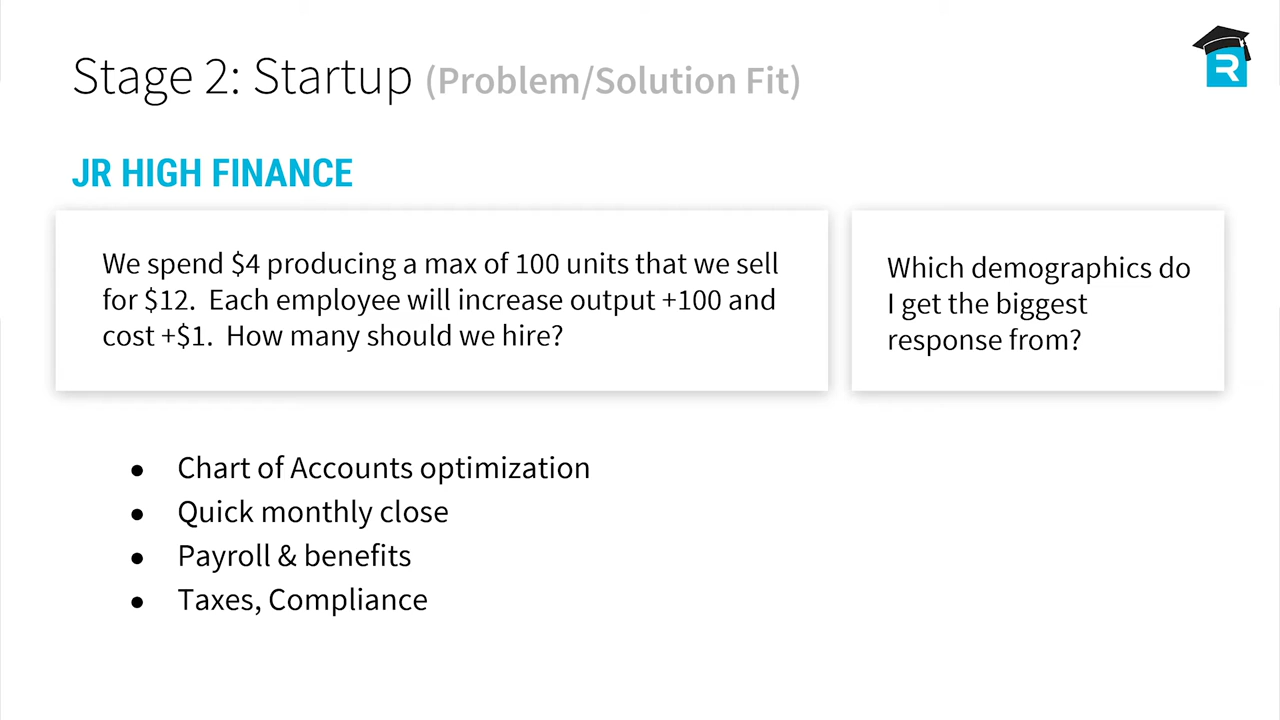 Stage 2: Startup (Problem/Solution Fit)
R
JR HIGH FINANCE
We spend $4 producing a max of 100 units that we sell
for $12.  Each employee will increase output +100 and
cost +$1.  How many should we hire?
Which demographics do
I get the biggest
response from?
● Chart of Accounts optimization
● Quick monthly close
● Payroll & benefits
● Taxes, Compliance